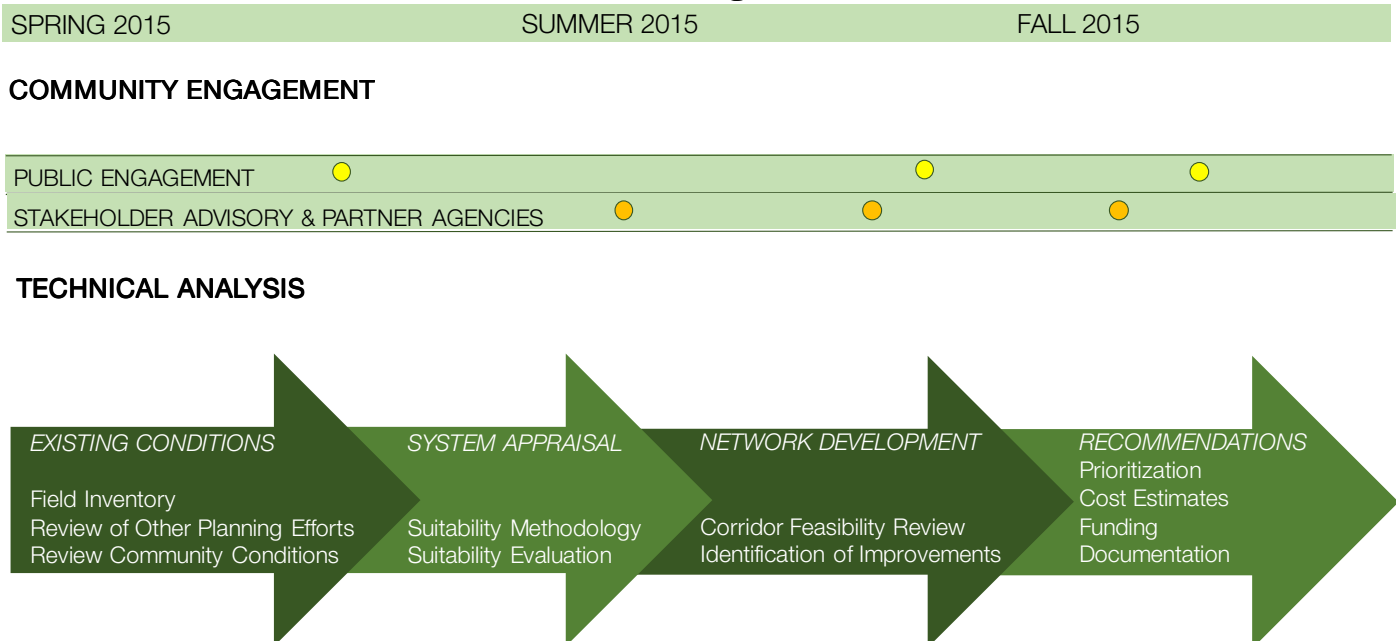 SPRING 2015 SUMMER 2015 FALL 2015
COMMUNITY ENGAGEMENT
PUBLIC ENGAGEMENT
STAKEHOLDER ADVISORY & PARTNER AGENCIES
TECHNICAL ANALYSIS
EXISTING CONDITIONS
Field Inventory
Review of Other Planning Efforts
Review Community Conditions
SYSTEM APPRAISAL
Suitability Methodology
Suitability Evaluation
NETWORK DEVELOPMENT
Corridor Feasibility Review
Identification of Improvements
RECOMMENDATIONS
Prioritization
Cost Estimates
Funding
Documentation